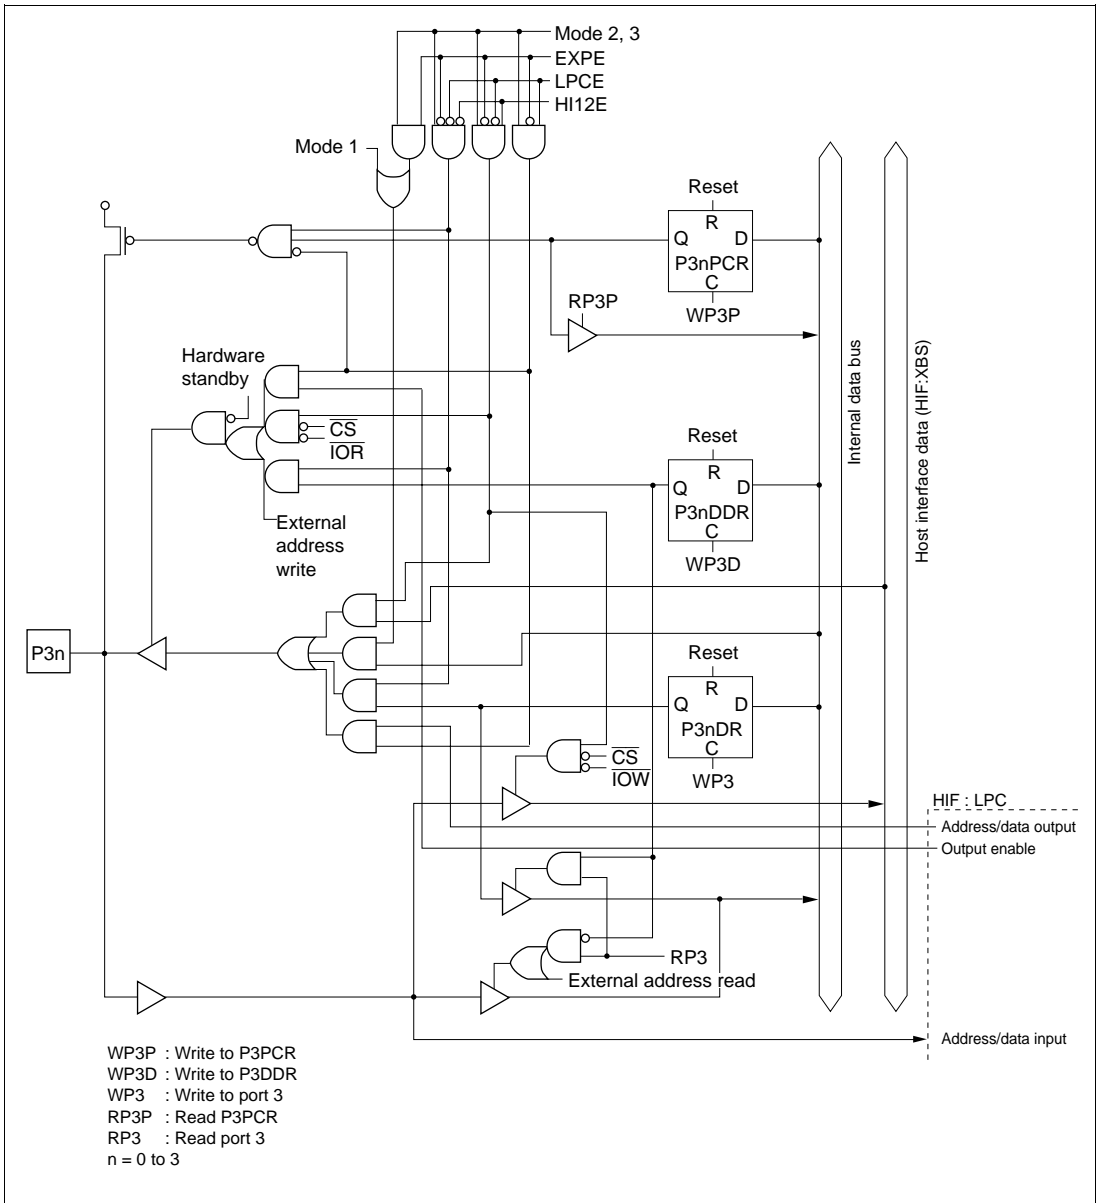 Mode 2, 3
EXPE
LPCE
HI12E
Mode 1
Reset
R
Q D
P3nPCR
C
WP3P
RP3P
Hardware
standby
CS
IOR
External
address
write
Reset
R
Q D
P3nDDR
C
WP3D
Internal data bus
Host interface data (HIF:XBS)
P3n
Reset
R
Q D
P3nDR
C
WP3
CS
IOW
HIF : LPC
Address/data output
Output enable
RP3
External address read
Address/data input
WP3P : Write to P3PCR
WP3D : Write to P3DDR
WP3 : Write to port 3
RP3P : Read P3PCR
RP3 : Read port 3
n = 0 to 3